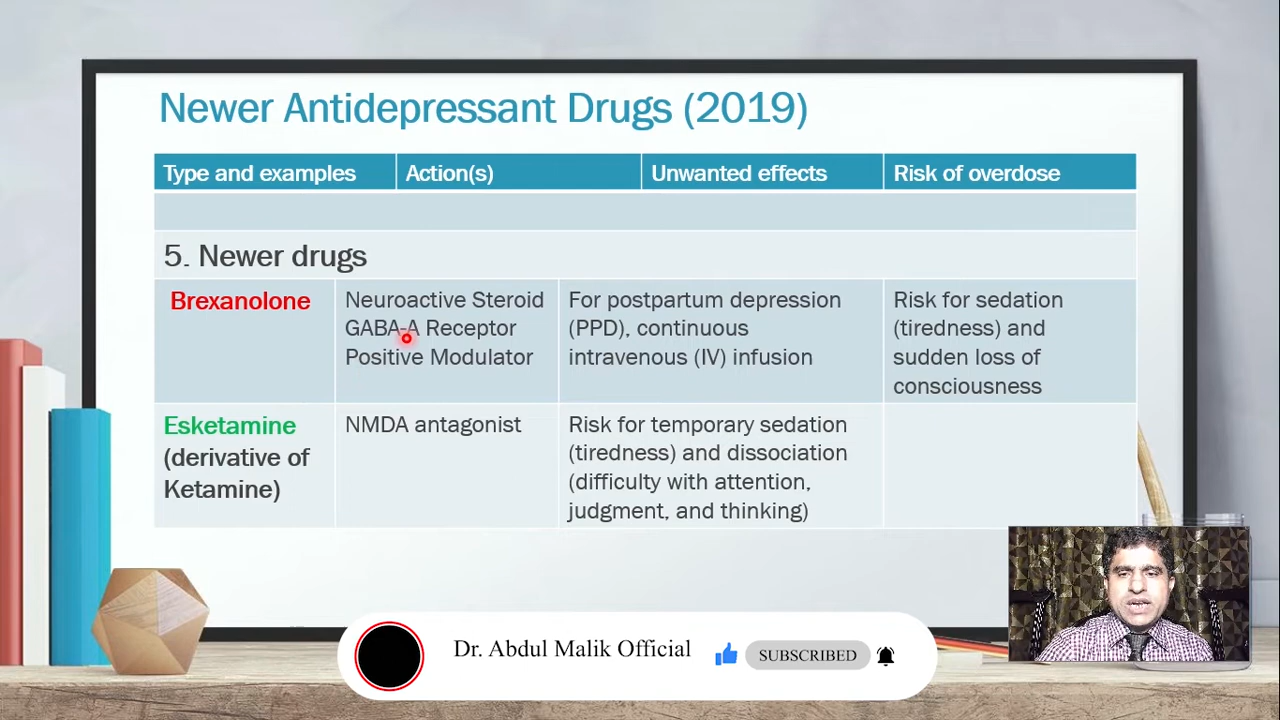 Newer Antidepressant Drugs (2019)
Type and examples
Action(s)
Unwanted effects
Risk of overdose
5. Newer drugs
Brexanolone
Neuroactive Steroid
GABA-A Receptor
Positive Modulator
For postpartum depression
(PPD), continuous
intravenous (IV) infusion
Risk for sedation
(tiredness) and
sudden loss of
consciousness
Esketamine
(derivative of
Ketamine)
NMDA antagonist
Risk for temporary sedation
(tiredness) and dissociation
(difficulty with attention,
judgment, and thinking)
Dr. Abdul Malik Official
SUBSCRIBED